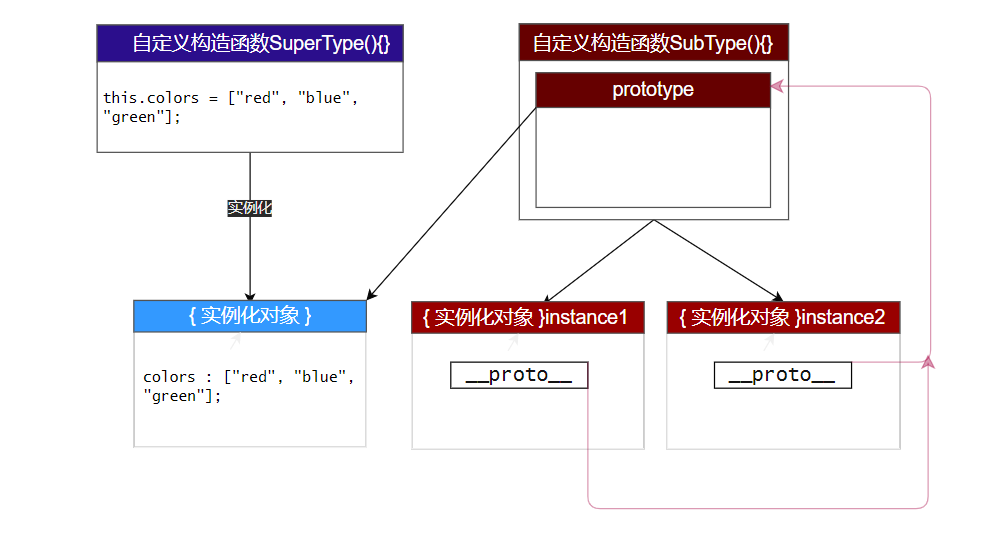 自定义构造函数SuperType(){}
this.colors = ["red", "blue",
"green"];
自定义构造函数SubType(){}
prototype
实例化
{ 实例化对象 }
colors : ["red", "blue",
"green"];
{ 实例化对象 }instance1
__proto__
{ 实例化对象 }instance2
__proto__